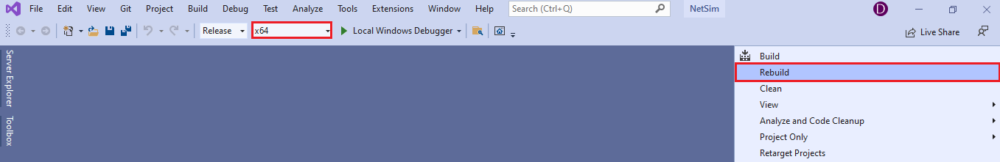 File Edit View Git Project Build Debug Test Analyze Tools Extensions Window Help Search (Ctrl+Q) NetSim D
Release x64 Local Windows Debugger Live Share
Server Explorer
Toolbox
Build
Rebuild
Clean
View
Analyze and Code Cleanup
Project Only
Retarget Projects